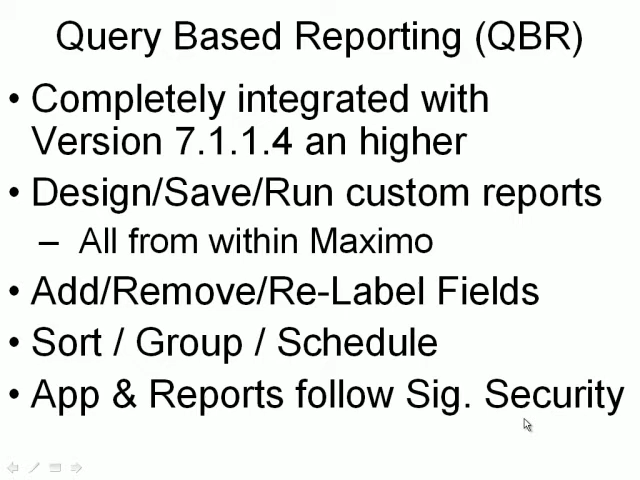 Query Based Reporting (QBR)
• Completely integrated with
Version 7.1.1.4 an higher
• Design/Save/Run custom reports
– All from within Maximo
• Add/Remove/Re-Label Fields
• Sort / Group / Schedule
• App & Reports follow Sig. Security